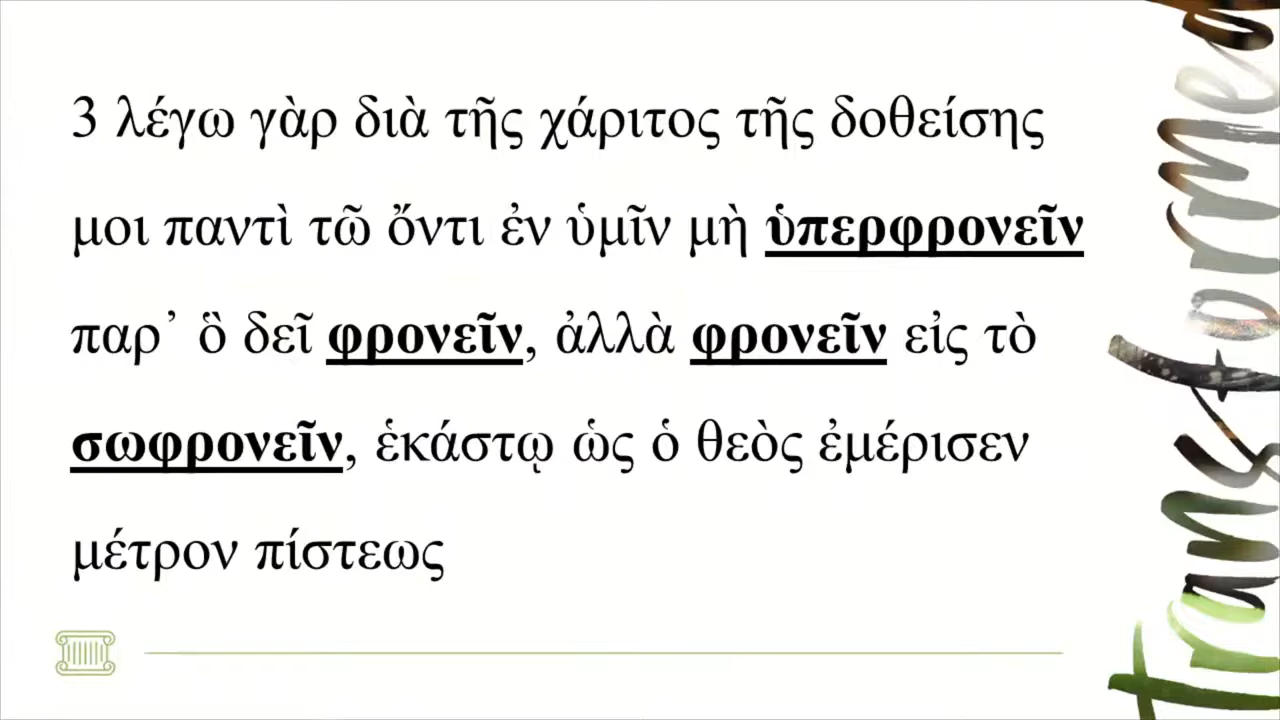 3 λέγω γὰρ διὰ τῆς χάριτος τῆς δοθείσης
μοι παντὶ τῶ ὄντι ἐν ὑμῖν μὴ ὑπερφρονεῖν
παρ᾽ ὃ δεῖ φρονεῖν, ἀλλὰ φρονεῖν εἰς τὸ
σωφρονεῖν, ἑκάστῳ ὡς ὁ θεὸς ἐμέρισεν
μέτρον πίστεως
transformed